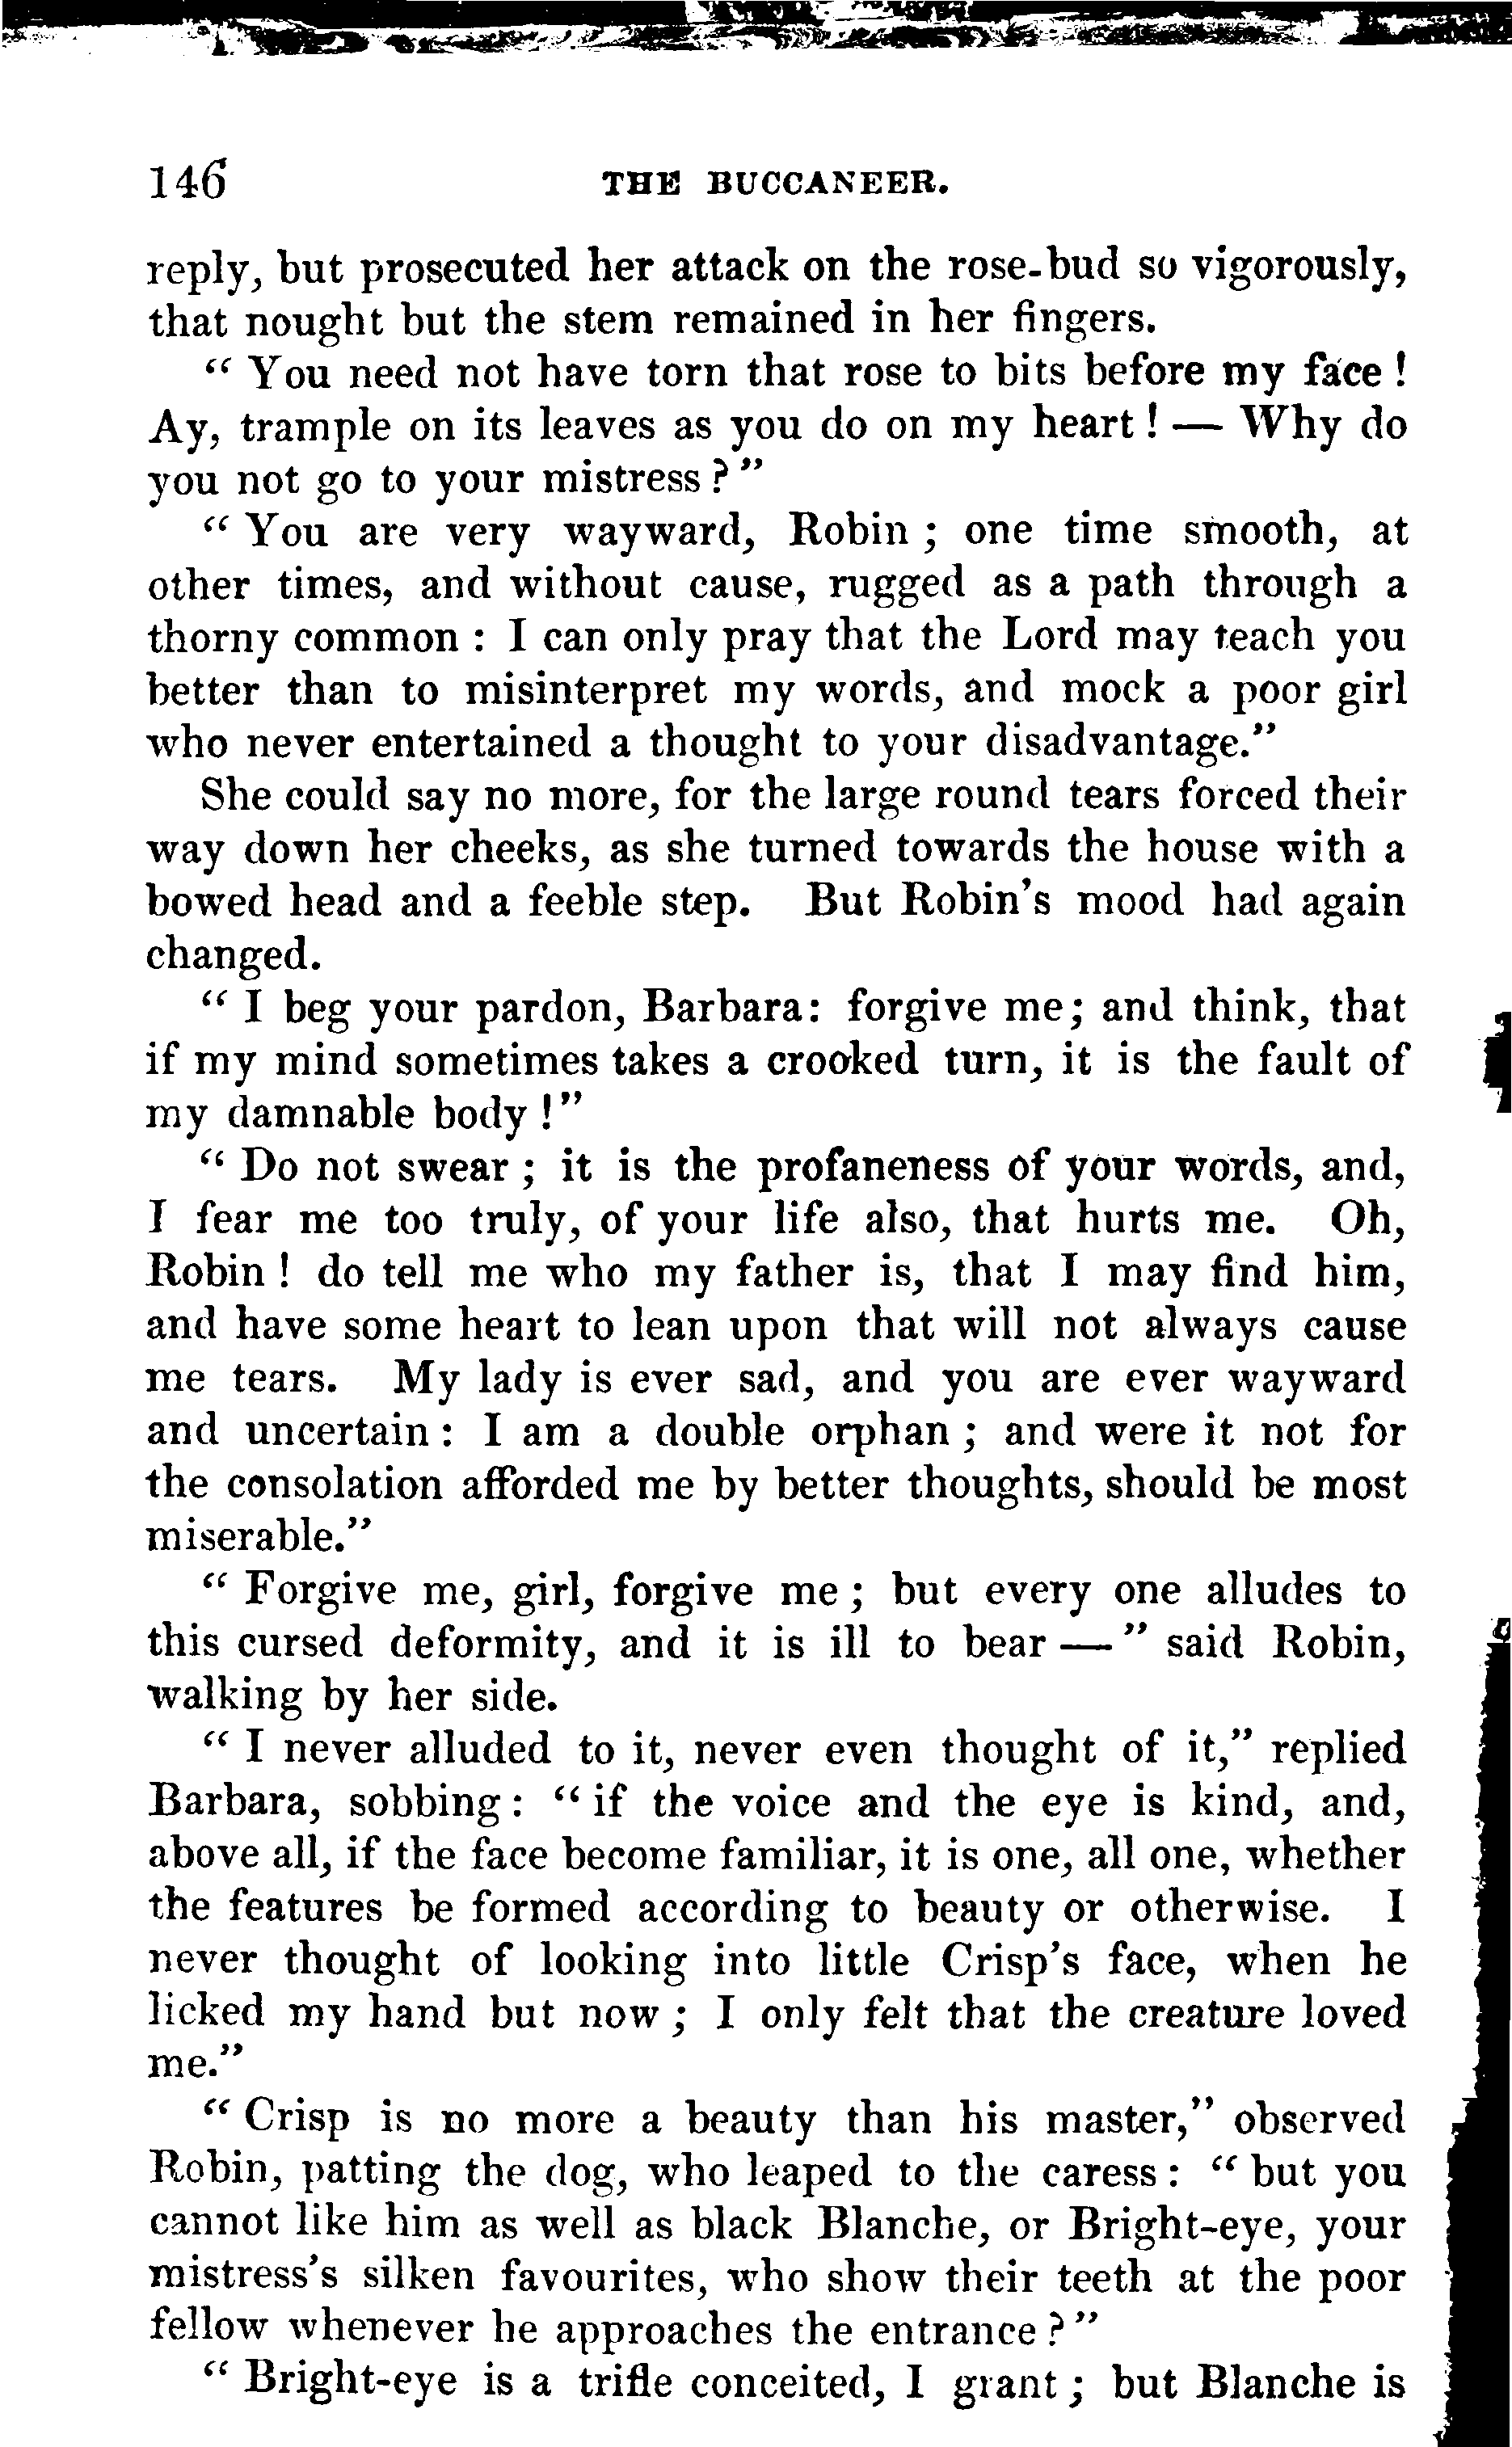 146 THE BUCCANEER.
reply, but prosecuted her attack on the rose-bud so vigorously,
that nought but the stem remained in her fingers.
“ You need not have torn that rose to bits before my face !
Ay, trample on its leaves as you do on my heart ! — Why do
you not go to your mistress ? ”
“ You are very wayward, Robin ; one time smooth, at
other times, and without cause, rugged as a path through a
thorny common : I can only pray that the Lord may teach you
better than to misinterpret my words, and mock a poor girl
who never entertained a thought to your disadvantage.”
She could say no more, for the large round tears forced their
way down her cheeks, as she turned towards the house with a
bowed head and a feeble step. But Robin’s mood had again
changed.
“ I beg your pardon, Barbara: forgive me; and think, that
if my mind sometimes takes a crooked turn, it is the fault of
my damnable body ! ”
“ Do not swear ; it is the profaneness of your words, and,
I fear me too truly, of your life also, that hurts me. Oh,
Robin ! do tell me who my father is, that I may find him,
and have some heart to lean upon that will not always cause
me tears. My lady is ever sad, and you are ever wayward
and uncertain : I am a double orphan ; and were it not for
the consolation afforded me by better thoughts, should be most
miserable.”
“ Forgive me, girl, forgive me ; but every one alludes to
this cursed deformity, and it is ill to bear — ” said Robin,
walking by her side.
“ I never alluded to it, never even thought of it,” replied
Barbara, sobbing : “ if the voice and the eye is kind, and,
above all, if the face become familiar, it is one, all one, whether
the features be formed according to beauty or otherwise. I
never thought of looking into little Crisp’s face, when he
licked my hand but now ; I only felt that the creature loved
me.”
“ Crisp is no more a beauty than his master,” observed
Robin, patting the dog, who leaped to the caress : “ but you
cannot like him as well as black Blanche, or Bright-eye, your
mistress’s silken favourites, who show their teeth at the poor
fellow whenever he approaches the entrance ? ”
“ Bright-eye is a trifle conceited, I grant ; but Blanche is